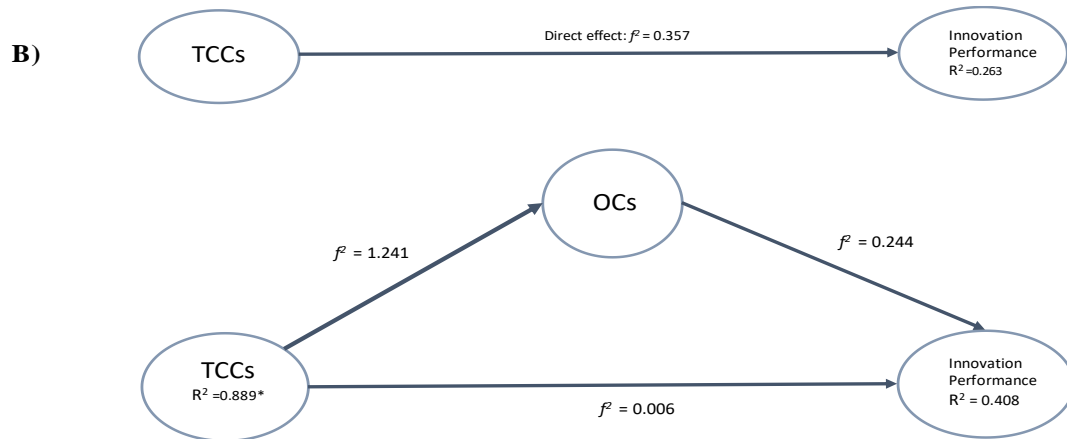 B)
TCCs
Direct effect: f² = 0.357
Innovation
Performance
R² =0.263
OCs
f² = 1.241
f² = 0.244
TCCs
R² =0.889*
f² = 0.006
Innovation
Performance
R² = 0.408